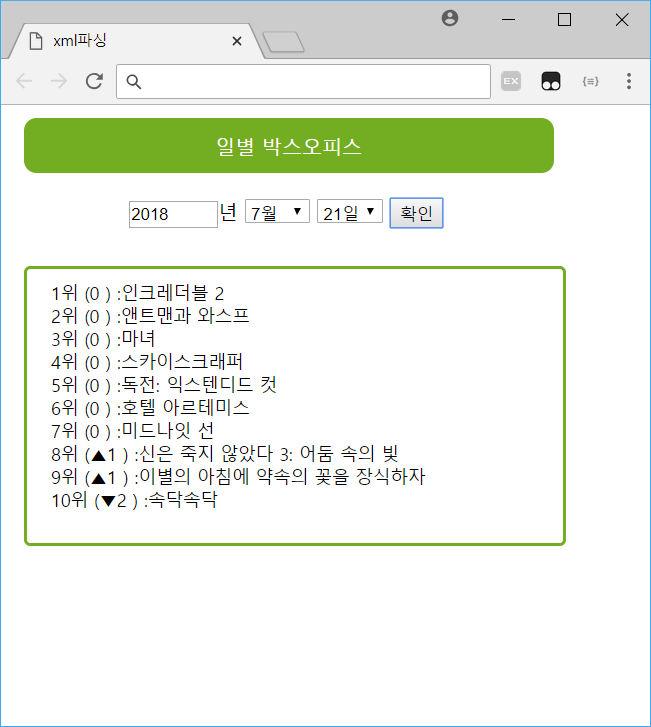 xml파싱
EX
{≡}
일별 박스오피스
2018 년 7월 ▼ 21일 ▼ 확인
1위 (0 ) :인크레더블 2
2위 (0 ) :앤트맨과 와스프
3위 (0 ) :마녀
4위 (0 ) :스카이스크래퍼
5위 (0 ) :독전: 익스텐디드 컷
6위 (0 ) :호텔 아르테미스
7위 (0 ) :미드나잇 선
8위 (▲1 ) :신은 죽지 않았다 3: 어둠 속의 빛
9위 (▲1 ) :이별의 아침에 약속의 꽃을 장식하자
10위 (▼2 ) :속닥속닥